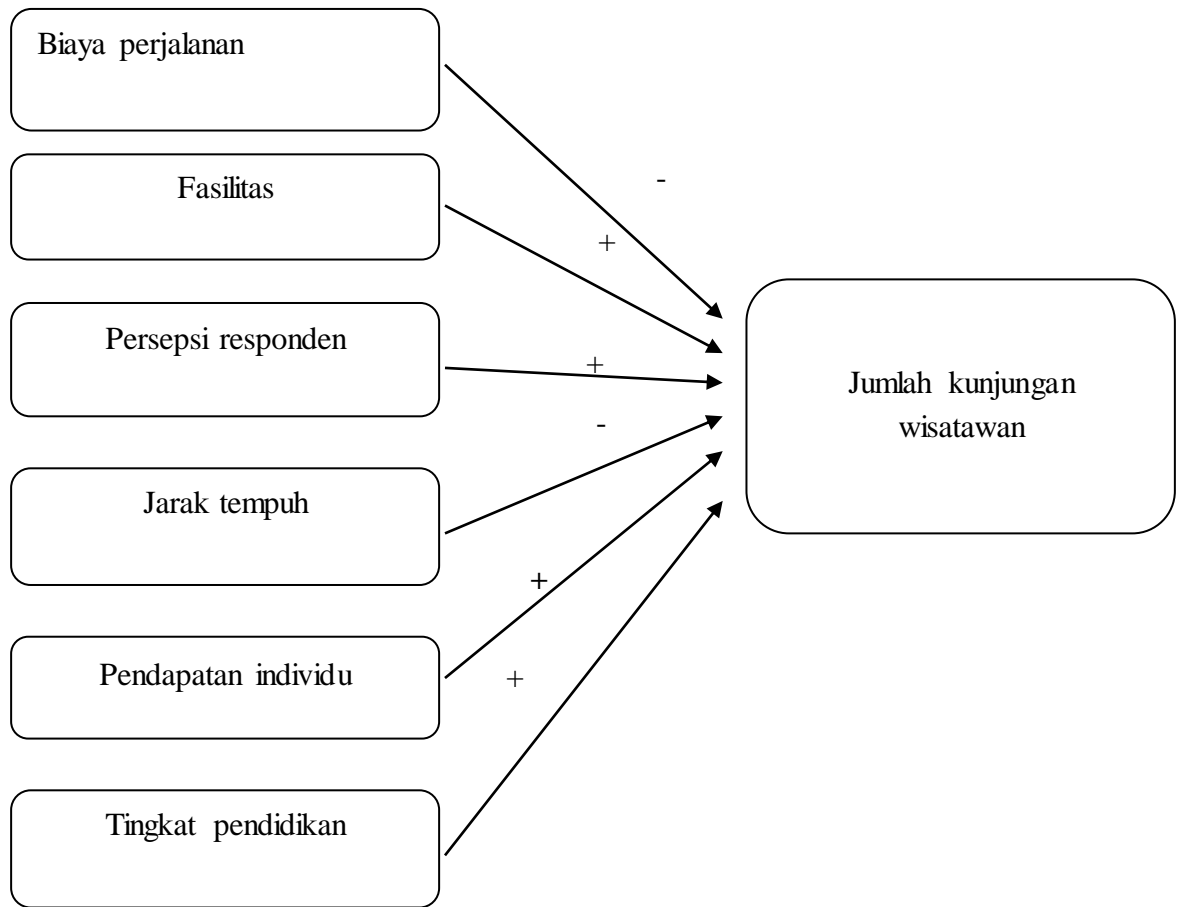 Biaya perjalanan
-
Fasilitas
+
Persepsi responden
+
Jumlah kunjungan
wisatawan
-
Jarak tempuh
+
Pendapatan individu
+
Tingkat pendidikan